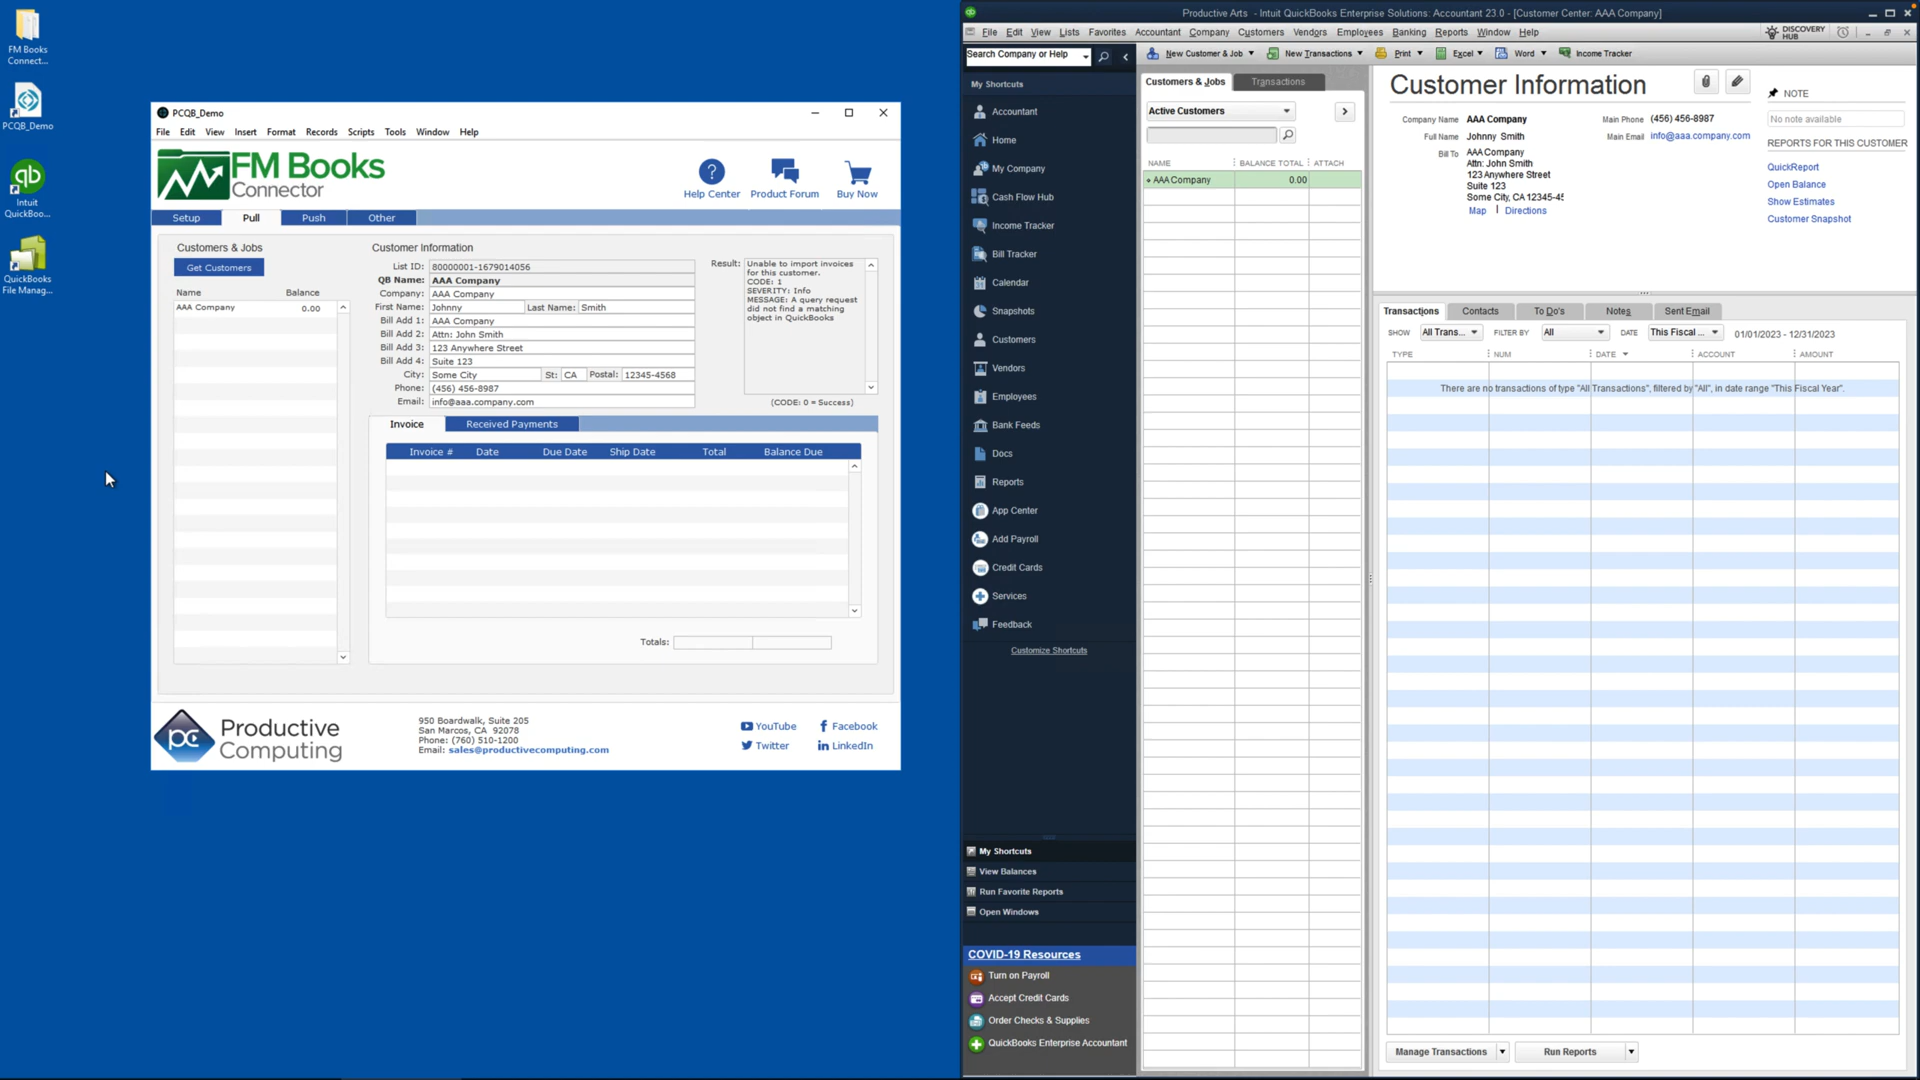 FM Books
Connect...
PCQB_Demo
Intuit
QuickBoo...
QuickBooks
File Manag...
PCQB_Demo
File Edit View Insert Format Records Scripts Tools Window Help
FM Books
Connector
Help Center Product Forum Buy Now
Setup Pull Push Other
Customers & Jobs
Get Customers
Name Balance
AAA Company 0.00
Customer Information
List ID: 80000001-1679014056
QB Name: AAA Company
Company: AAA Company
First Name: Johnny Last Name: Smith
Bill Add 1: AAA Company
Bill Add 2: Attn: John Smith
Bill Add 3: 123 Anywhere Street
Bill Add 4: Suite 123
City: Some City St: CA Postal: 12345-4568
Phone: (456) 456-8987
Email: info@aaa.company.com
Result: Unable to import invoices
for this customer.
CODE: 1
SEVERITY: Info
MESSAGE: A query request
did not find a matching
object in QuickBooks
(CODE: 0 = Success)
Invoice Received Payments
Invoice # Date Due Date Ship Date Total Balance Due
Totals:
pc Productive
Computing
950 Boardwalk, Suite 205
San Marcos, CA 92078
Phone: (760) 510-1200
Email: sales@productivecomputing.com
YouTube Facebook
Twitter LinkedIn
Productive Arts - Intuit QuickBooks Enterprise Solutions: Accountant 23.0 - [Customer Center: AAA Company]
File Edit View Lists Favorites Accountant Company Customers Vendors Employees Banking Reports Window Help
DISCOVERY
HUB
Search Company or Help
New Customer & Job New Transactions Print Excel Word Income Tracker
My Shortcuts
Accountant
Home
My Company
Cash Flow Hub
Income Tracker
Bill Tracker
Calendar
Snapshots
Customers
Vendors
Employees
Bank Feeds
Docs
Reports
App Center
Add Payroll
Credit Cards
Services
Feedback
Customize Shortcuts
My Shortcuts
View Balances
Run Favorite Reports
Open Windows
COVID-19 Resources
Turn on Payroll
Accept Credit Cards
Order Checks & Supplies
QuickBooks Enterprise Accountant
Customers & Jobs Transactions
Active Customers
NAME BALANCE TOTAL ATTACH
AAA Company 0.00
Customer Information
Company Name AAA Company
Full Name Johnny Smith
Bill To AAA Company
Attn: John Smith
123 Anywhere Street
Suite 123
Some City, CA 12345-45
Map | Directions
Main Phone (456) 456-8987
Main Email info@aaa.company.com
NOTE
No note available
REPORTS FOR THIS CUSTOMER
QuickReport
Open Balance
Show Estimates
Customer Snapshot
Transactions Contacts To Do's Notes Sent Email
SHOW All Trans... FILTER BY All DATE This Fiscal ... 01/01/2023 - 12/31/2023
TYPE NUM DATE ACCOUNT AMOUNT
There are no transactions of type "All Transactions", filtered by "All", in date range "This Fiscal Year".
Manage Transactions Run Reports